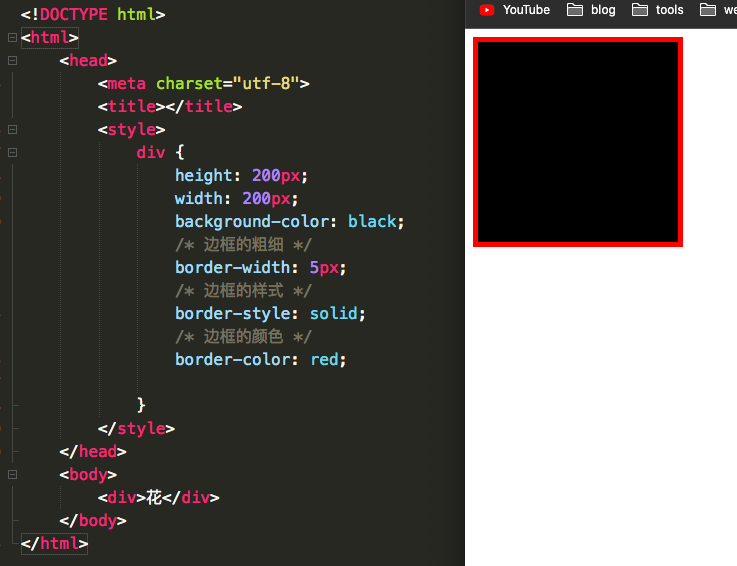 <!DOCTYPE html>
<html>
<head>
<meta charset="utf-8">
<title></title>
<style>
div {
height: 200px;
width: 200px;
background-color: black;
/* 边框的粗细 */
border-width: 5px;
/* 边框的样式 */
border-style: solid;
/* 边框的颜色 */
border-color: red;
}
</style>
</head>
<body>
<div>花</div>
</body>
</html>
YouTube blog tools